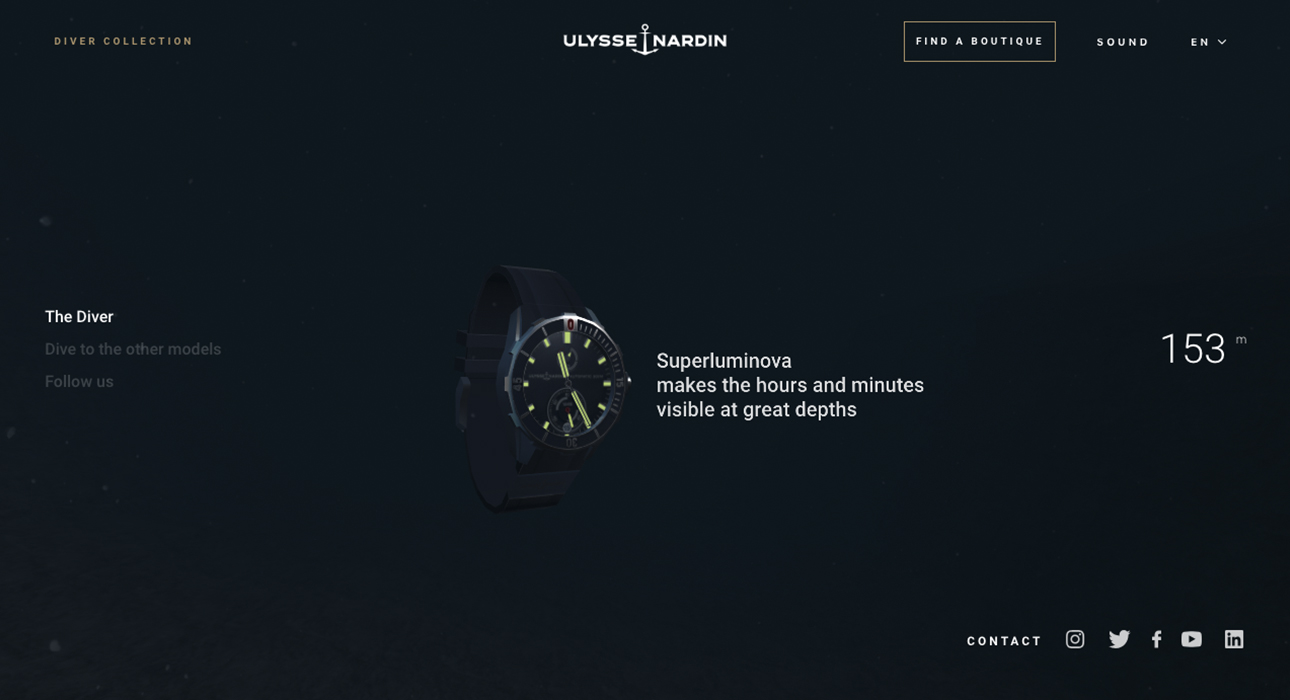 DIVER COLLECTION
ULYSSE NARDIN
FIND A BOUTIQUE
SOUND
EN
The Diver
Dive to the other models
Follow us
0
Superluminova
makes the hours and minutes
visible at great depths
153 m
CONTACT